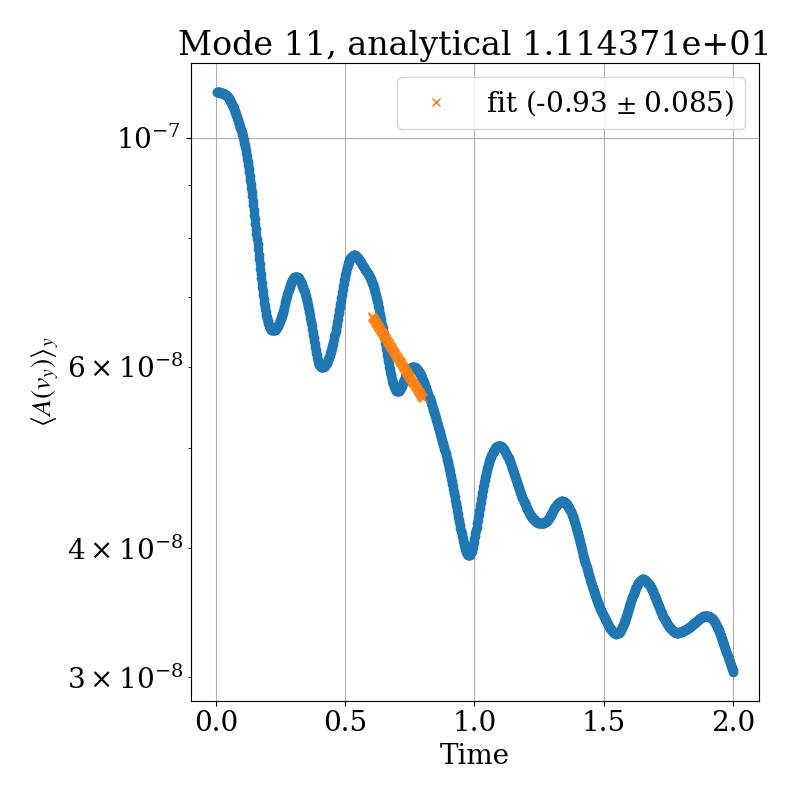 Mode 11, analytical 1.114371e+01
fit (-0.93 ± 0.085)
10⁻⁷
6 × 10⁻⁸
4 × 10⁻⁸
3 × 10⁻⁸
⟨A(v_y)⟩_y
0.0 0.5 1.0 1.5 2.0
Time